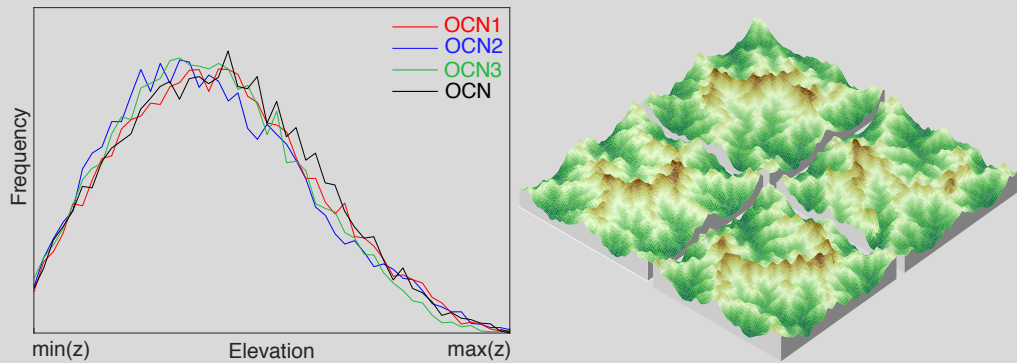 OCN1
OCN2
OCN3
OCN
Frequency
min(z)
Elevation
max(z)